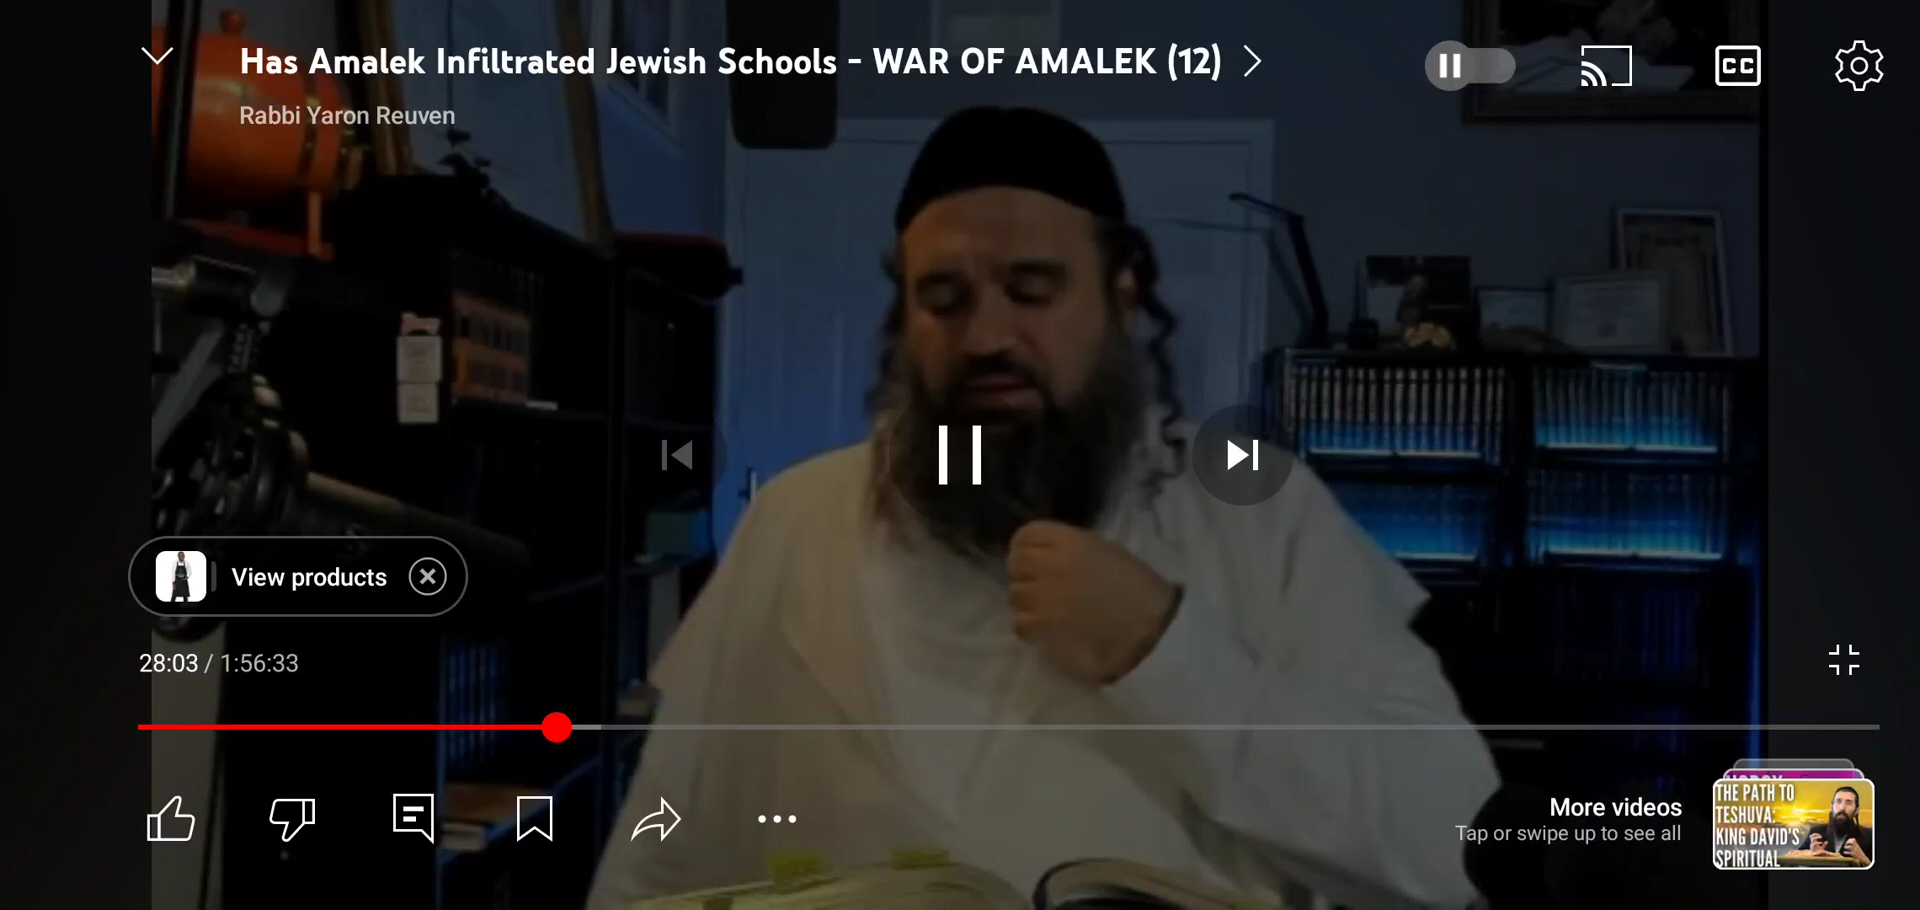 Has Amalek Infiltrated Jewish Schools - WAR OF AMALEK (12)
Rabbi Yaron Reuven
CC
View products
28:03 / 1:56:33
More videos
Tap or swipe up to see all
THE PATH TO
TESHUVA:
KING DAVID'S
SPIRITUAL